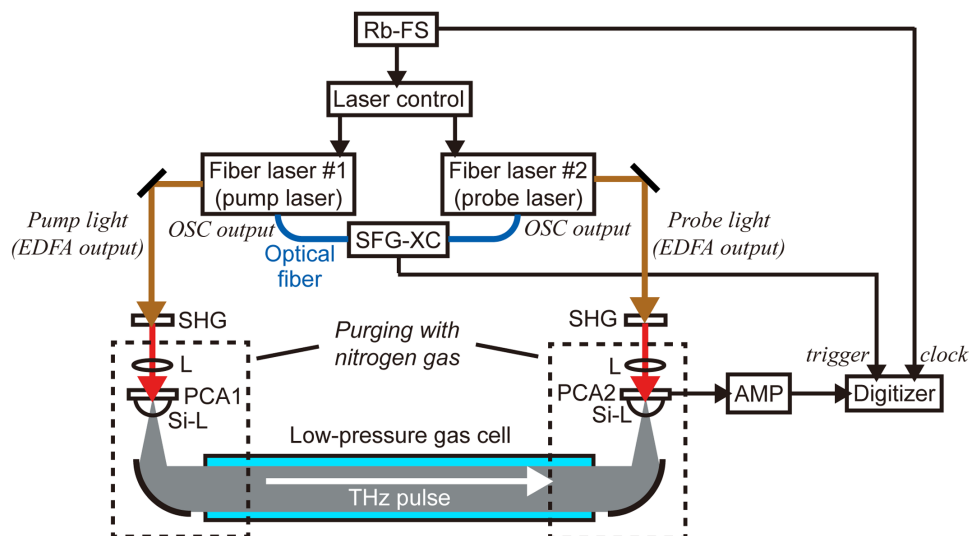 Rb-FS
Laser control
Fiber laser #1
(pump laser)
Fiber laser #2
(probe laser)
Pump light
(EDFA output)
OSC output
SFG-XC
OSC output
Probe light
(EDFA output)
Optical
fiber
SHG
SHG
Purging with
nitrogen gas
trigger
clock
L
L
PCA1
PCA2
AMP
Digitizer
Si-L
Si-L
Low-pressure gas cell
THz pulse